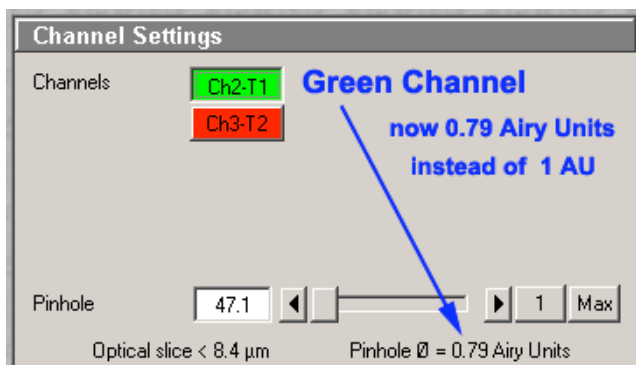 Channel Settings
Channels Ch2-T1 Green Channel
Ch3-T2 now 0.79 Airy Units
instead of 1 AU
Pinhole 47.1 1 Max
Optical slice < 8.4 μm Pinhole Ø = 0.79 Airy Units